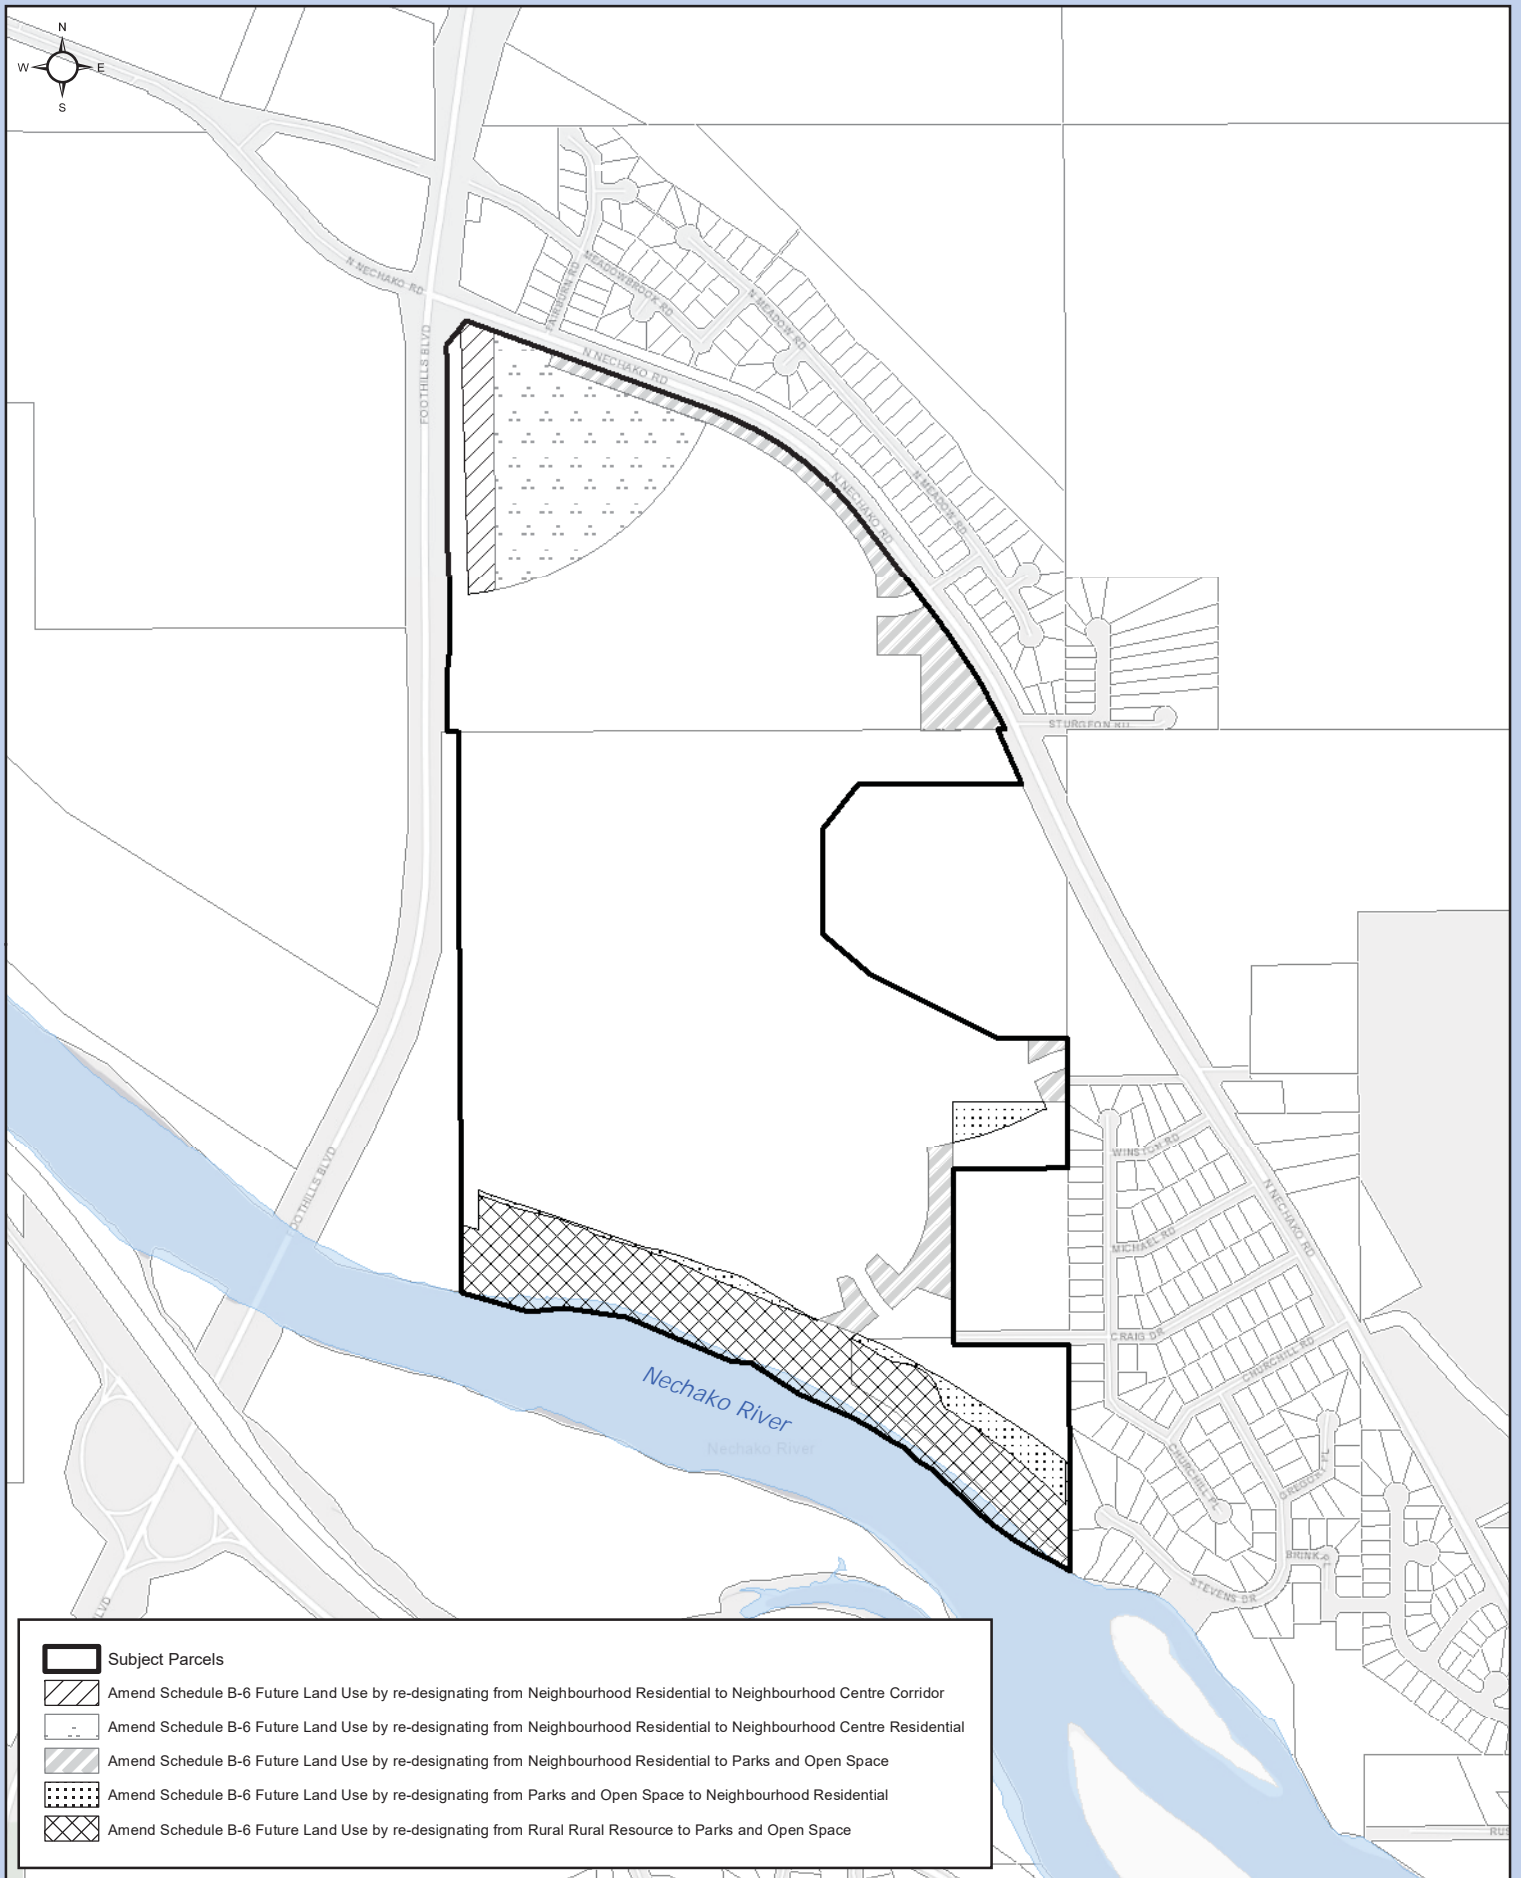 N
W E
S
N NECHAKO RD
FOOTHILLS BLVD
FAIRBURN RD
MEADOWBROOK RD
N MEADOW RD
N NECHAKO RD
N NECHAKO RD
N MEADOW RD
STURGEON RD
WINSTON RD
MICHAEL RD
N NECHAKO RD
FOOTHILLS BLVD
CRAIG DR
CHURCHILL RD
Nechako River
Nechako River
CHURCHILL PL
GREGORY PL
BRINK PL
STEVENS DR
BLVD
RUS
Subject Parcels
Amend Schedule B-6 Future Land Use by re-designating from Neighbourhood Residential to Neighbourhood Centre Corridor
Amend Schedule B-6 Future Land Use by re-designating from Neighbourhood Residential to Neighbourhood Centre Residential
Amend Schedule B-6 Future Land Use by re-designating from Neighbourhood Residential to Parks and Open Space
Amend Schedule B-6 Future Land Use by re-designating from Parks and Open Space to Neighbourhood Residential
Amend Schedule B-6 Future Land Use by re-designating from Rural Rural Resource to Parks and Open Space